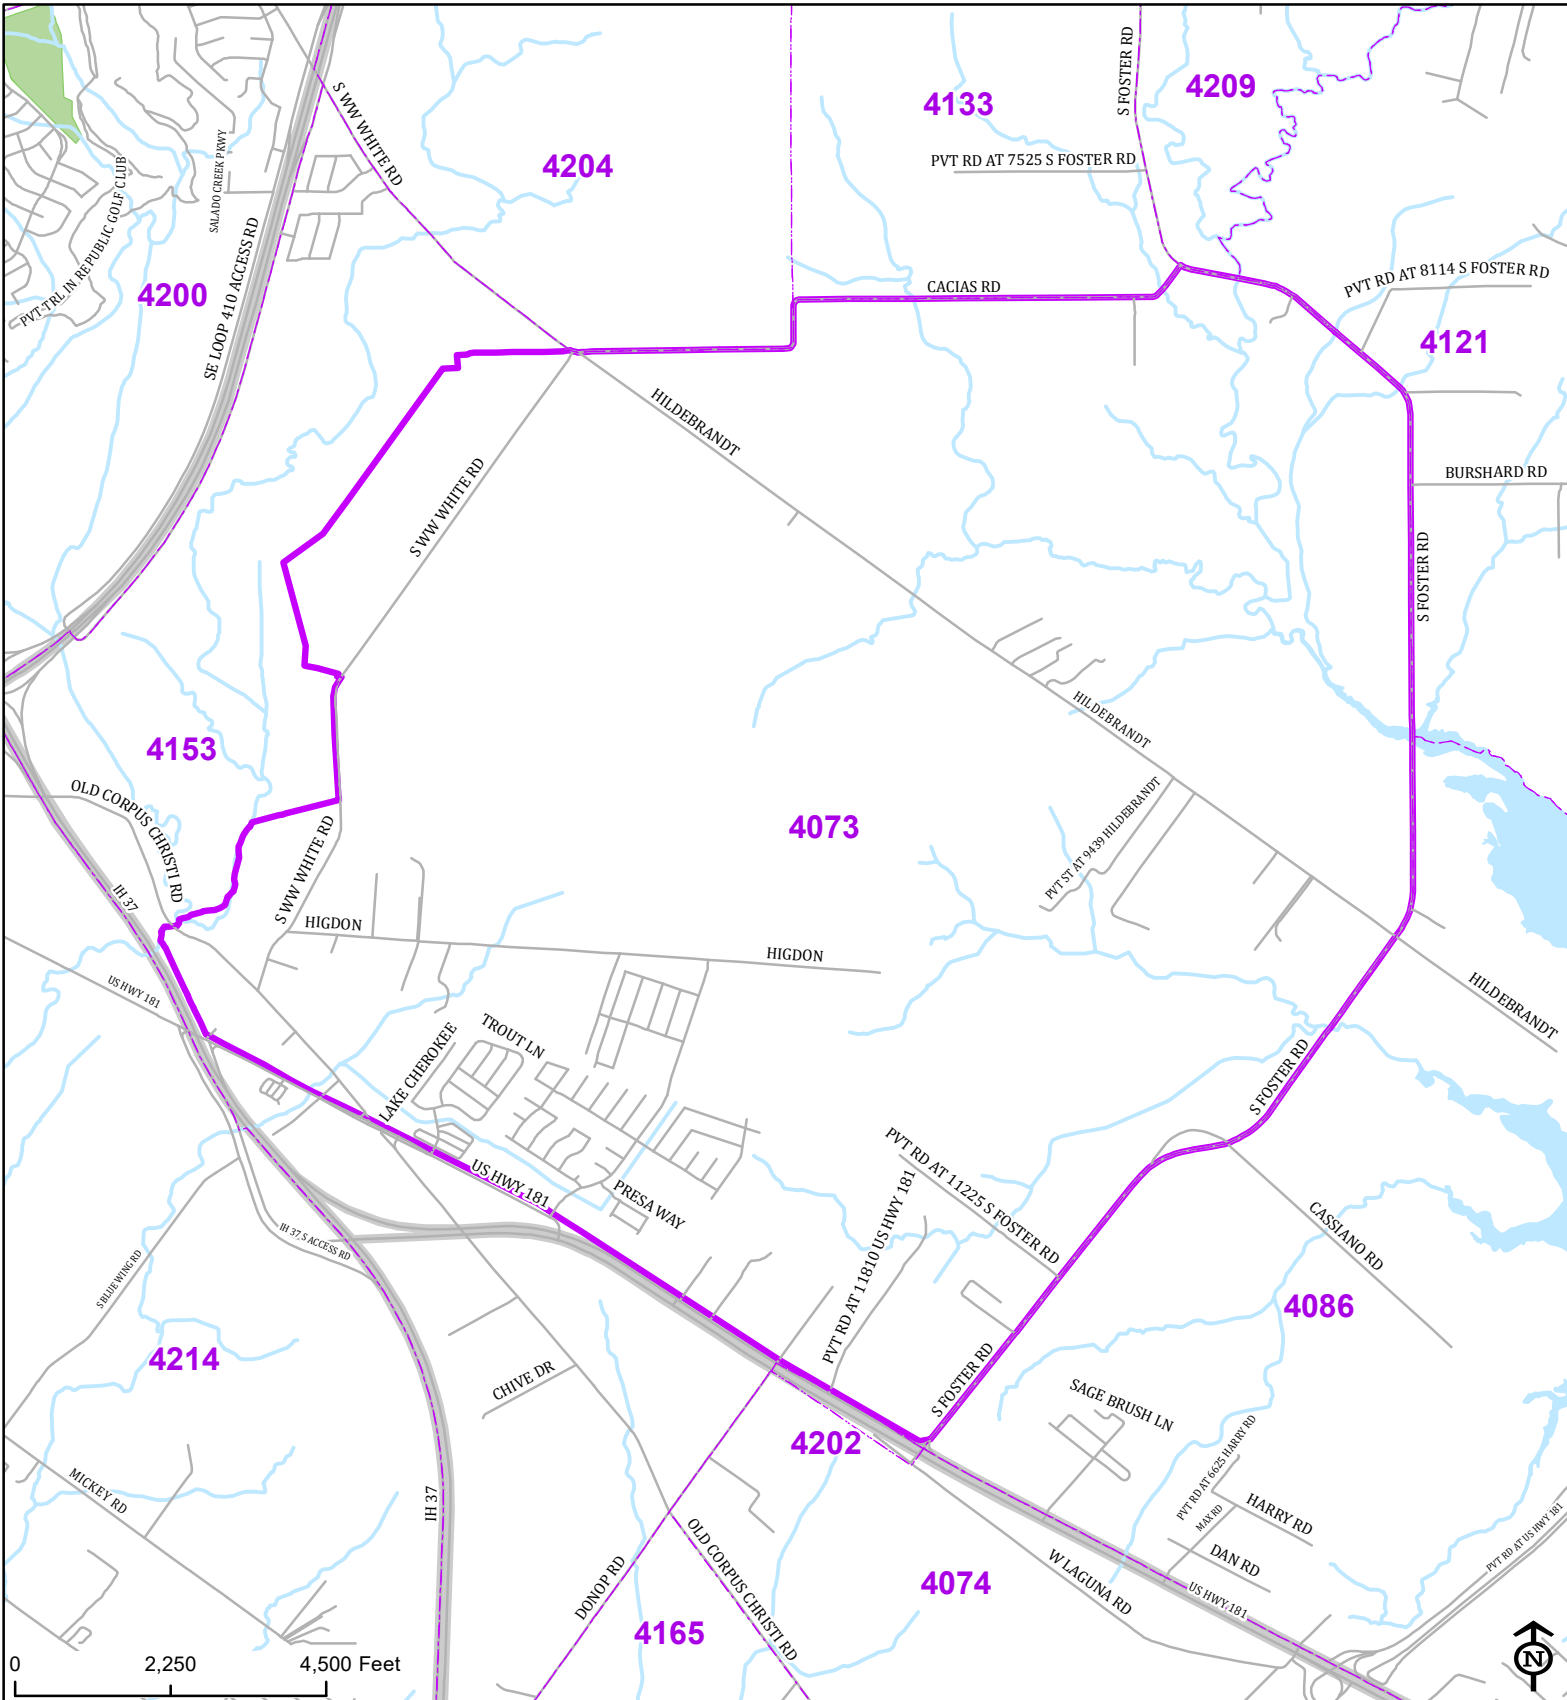 S FOSTER RD
4209
4133
S WW WHITE RD
4204
PVT RD AT 7525 S FOSTER RD
SALADO CREEK PKWY
PVT-TRL IN REPUBLIC GOLF CLUB
4200
SE LOOP 410 ACCESS RD
CACIAS RD
PVT RD AT 8114 S FOSTER RD
4121
HILDEBRANDT
S WW WHITE RD
BURSHARD RD
S FOSTER RD
HILDEBRANDT
4153
OLD CORPUS CHRISTI RD
4073
PVT ST AT 9439 HILDEBRANDT
S WW WHITE RD
IH 37
HIGDON
HIGDON
US HWY 181
HILDEBRANDT
LAKE CHEROKEE
TROUT LN
S FOSTER RD
US HWY 181
PRESA WAY
PVT RD AT 11225 S FOSTER RD
PVT RD AT 11810 US HWY 181
CASSIANO RD
IH 37 S ACCESS RD
S BLUE WING RD
4086
4214
CHIVE DR
S FOSTER RD
SAGE BRUSH LN
4202
PVT RD AT 6625 HARRY RD
MICKEY RD
IH 37
MAX RD
HARRY RD
DAN RD
PVT RD AT US HWY 181
OLD CORPUS CHRISTI RD
DONOP RD
4074
W LAGUNA RD
US HWY 181
4165
0 2,250 4,500 Feet
N